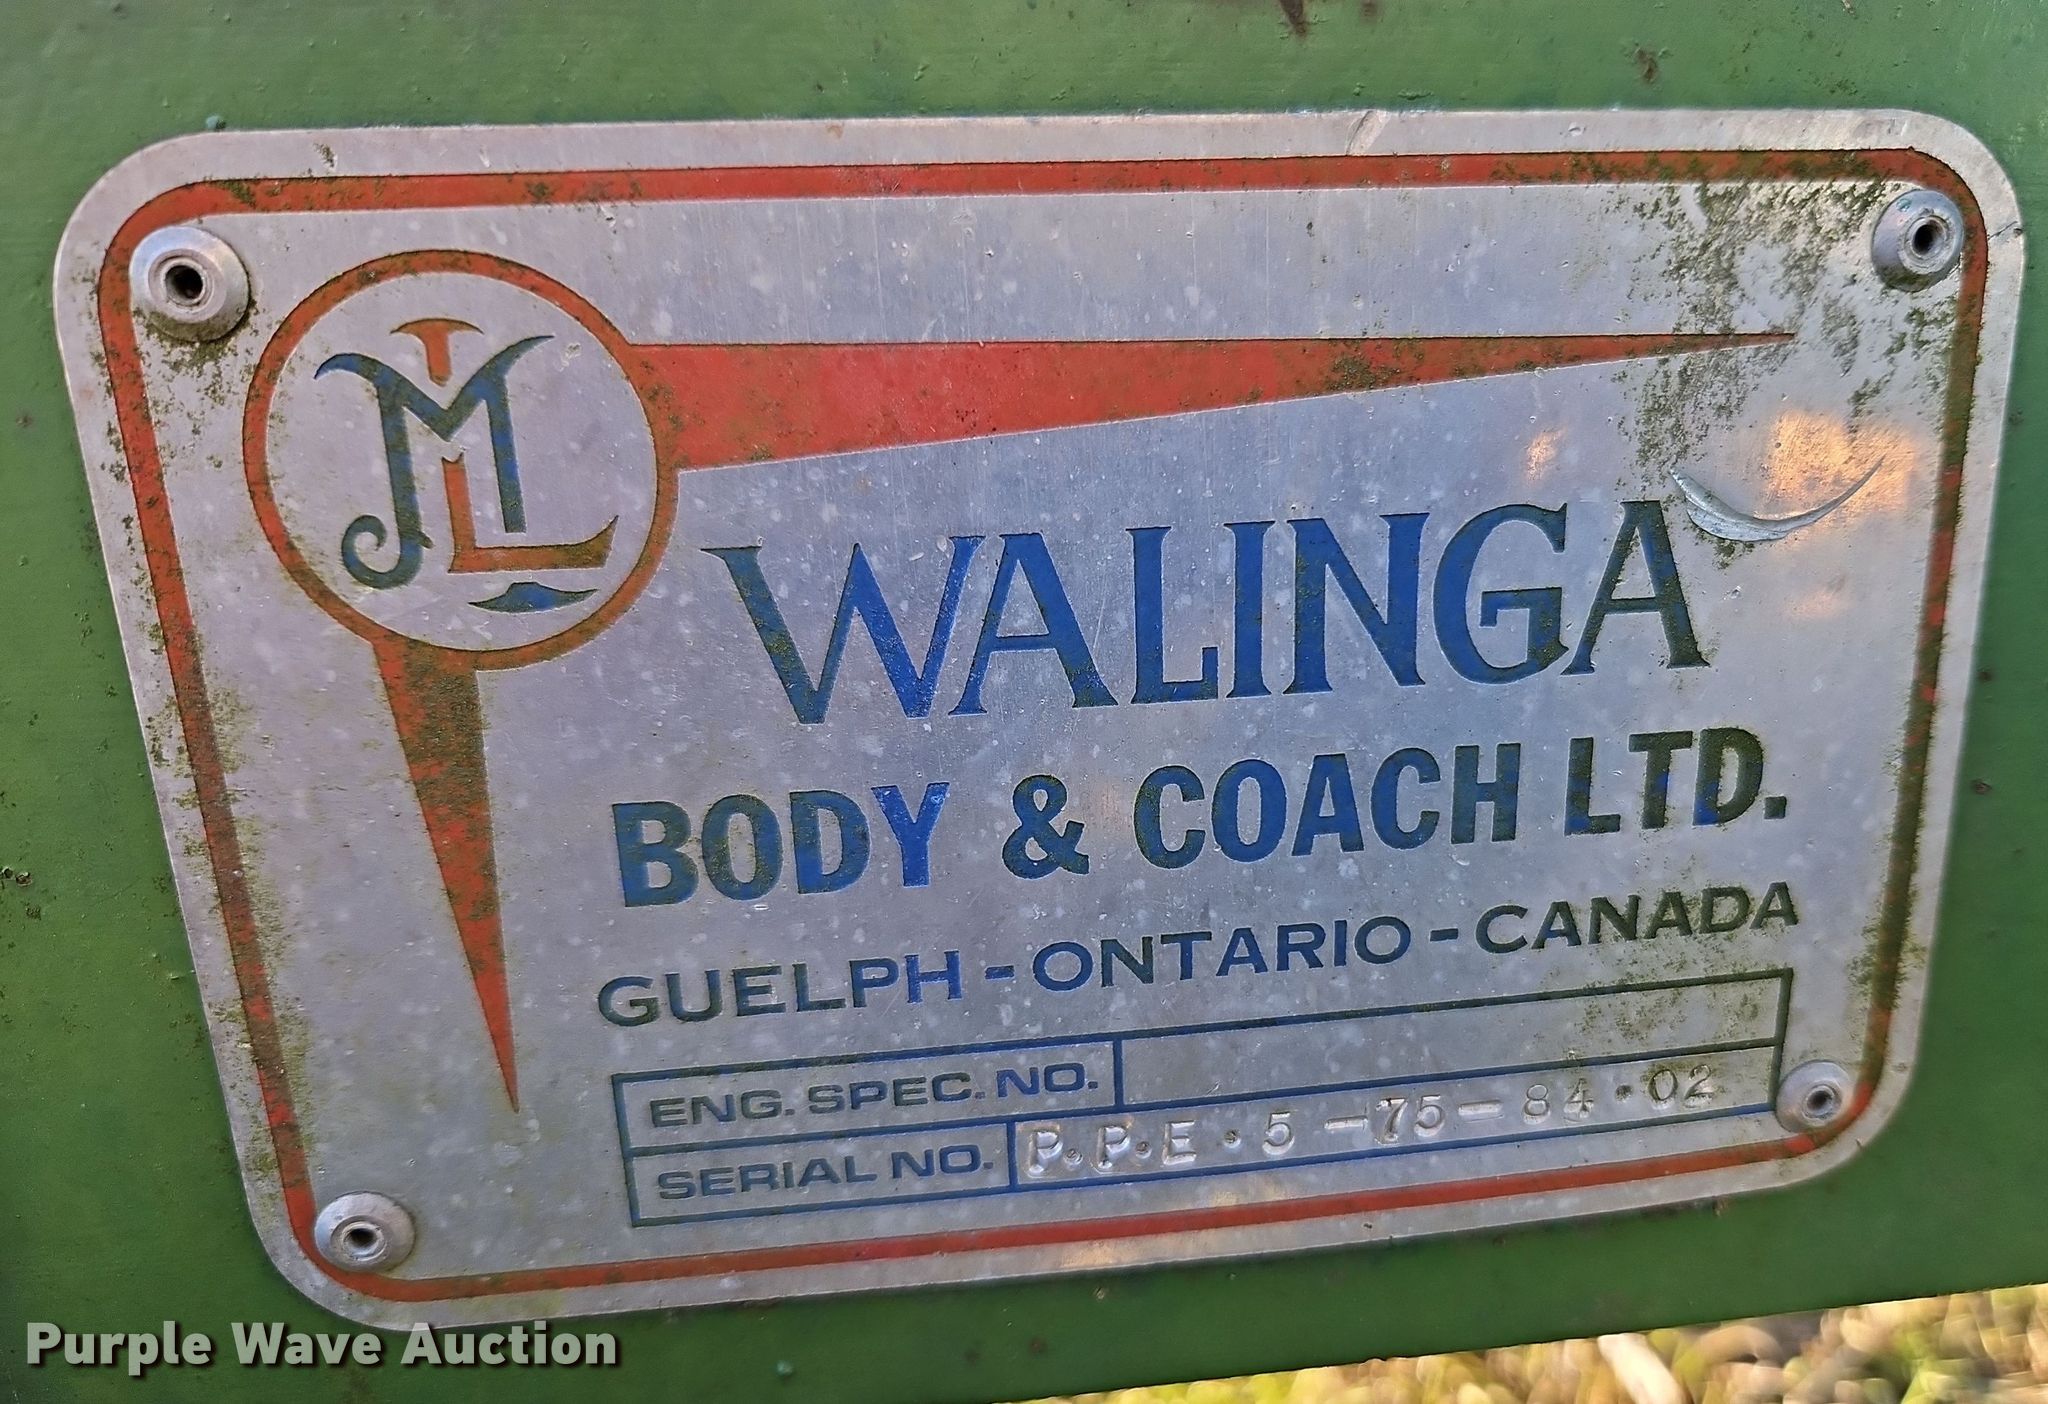 TML
WALINGA
BODY & COACH LTD.
GUELPH - ONTARIO - CANADA
ENG. SPEC. NO.
SERIAL NO. P.P.E.5-75-84.02
Purple Wave Auction